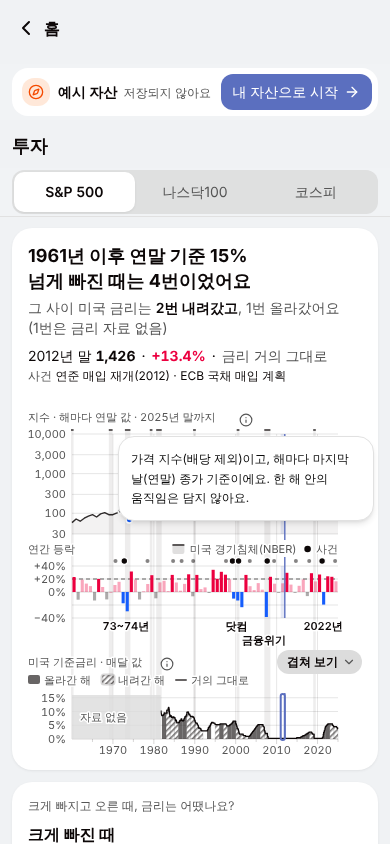 홈
예시 자산 저장되지 않아요 내 자산으로 시작
투자
S&P 500 나스닥100 코스피
1961년 이후 연말 기준 15%
넘게 빠진 때는 4번이었어요
그 사이 미국 금리는 2번 내려갔고, 1번 올라갔어요
(1번은 금리 자료 없음)
2012년 말 1,426 · +13.4% · 금리 거의 그대로
사건 연준 매입 재개(2012) · ECB 국채 매입 계획
지수 · 해마다 연말 값 · 2025년 말까지
10,000
3,000
1,000
300
100
30
가격 지수(배당 제외)이고, 해마다 마지막
날(연말) 종가 기준이에요. 한 해 안의
움직임은 담지 않아요.
연간 등락 미국 경기침체(NBER) 사건
+40%
+20%
0%
−40%
73~74년 닷컴 2022년
금융위기
미국 기준금리 · 매달 값 겹쳐 보기
올라간 해 내려간 해 거의 그대로
15%
10%
5%
0%
자료 없음
1970 1980 1990 2000 2010 2020
크게 빠지고 오른 때, 금리는 어땠나요?
크게 빠진 때